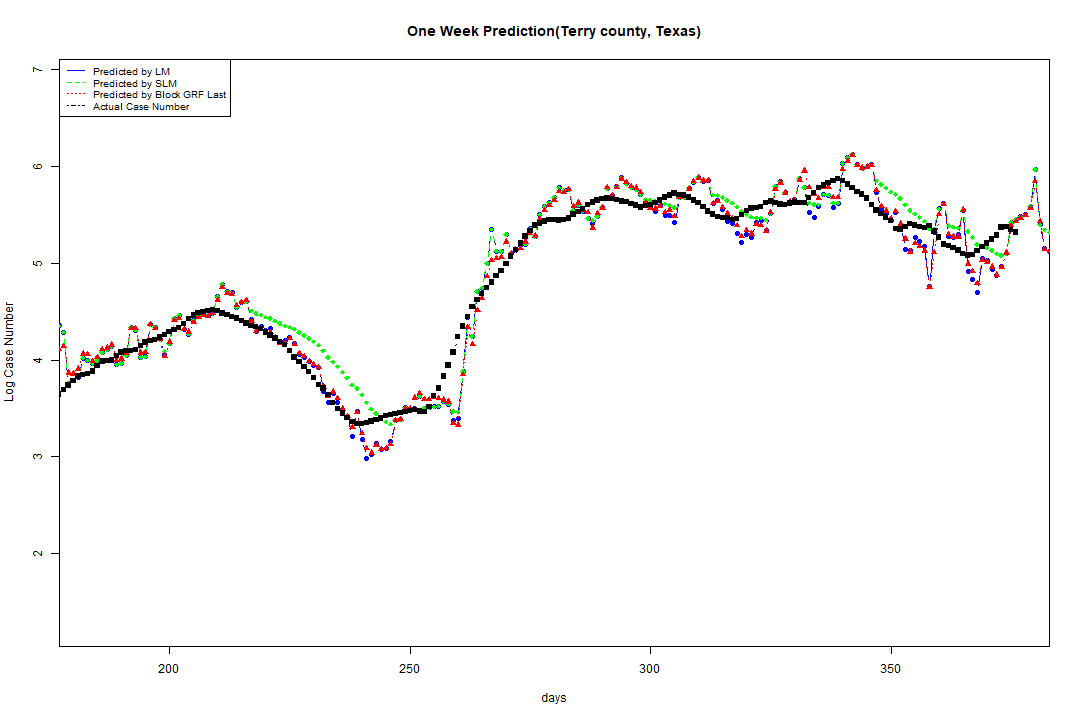 One Week Prediction(Terry county, Texas)
Predicted by LM
Predicted by SLM
Predicted by Block GRF Last
Actual Case Number
7
6
5
4
3
2
Log Case Number
200
250
300
350
days